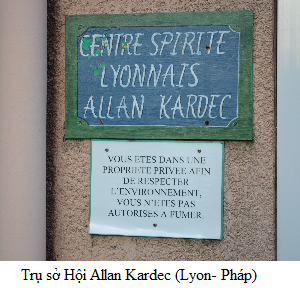 CENTRE SPIRITE
LYONNAIS
ALLAN KARDEC
VOUS ETES DANS UNE
PROPRIETE PRIVEE AFIN
DE RESPECTER
L'ENVIRONNEMENT,
VOUS N'ETES PAS
AUTORISES A FUMER.
Trụ sở Hội Allan Kardec (Lyon- Pháp)